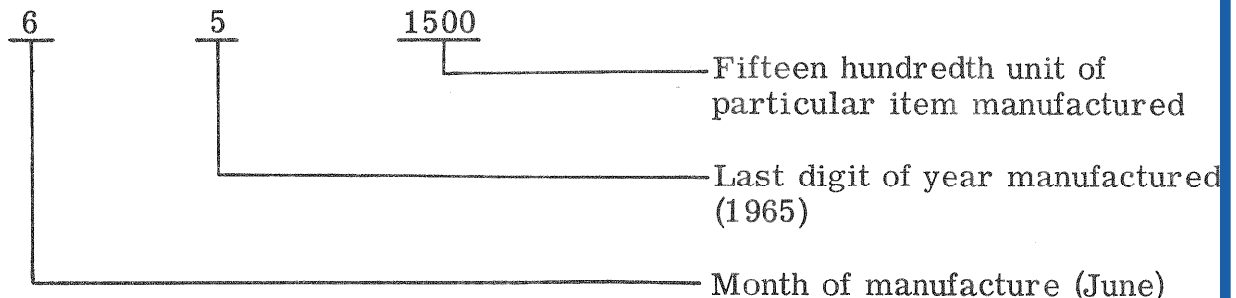 6 5 1500
Fifteen hundredth unit of
particular item manufactured
Last digit of year manufactured
(1965)
Month of manufacture (June)